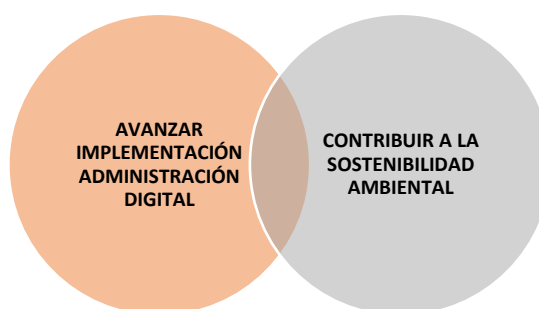 AVANZAR
IMPLEMENTACIÓN
ADMINISTRACIÓN
DIGITAL
CONTRIBUIR A LA
SOSTENIBILIDAD
AMBIENTAL